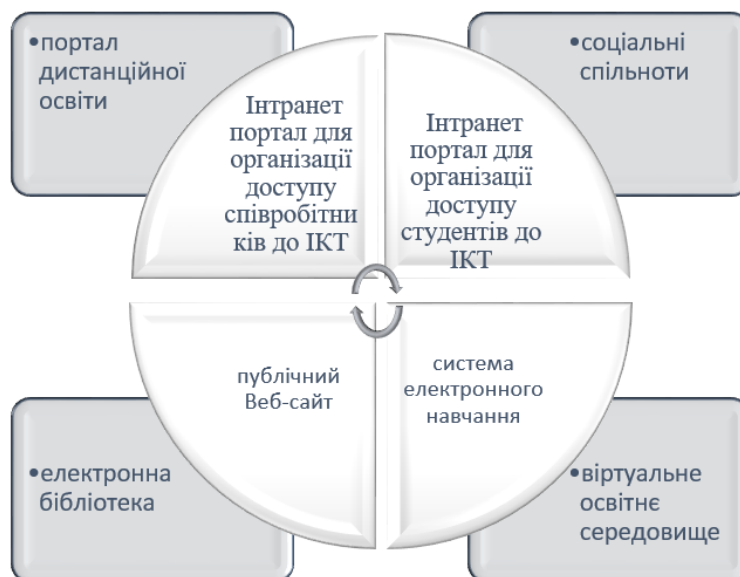 •портал
дистанційної
освіти
•соціальні
спільноти
Інтранет
портал для
організації
доступу
співробітни
ків до ІКТ
Інтранет
портал для
організації
доступу
студентів до
ІКТ
публічний
Веб-сайт
система
електронного
навчання
•електронна
бібліотека
•віртуальне
освітнє
середовище